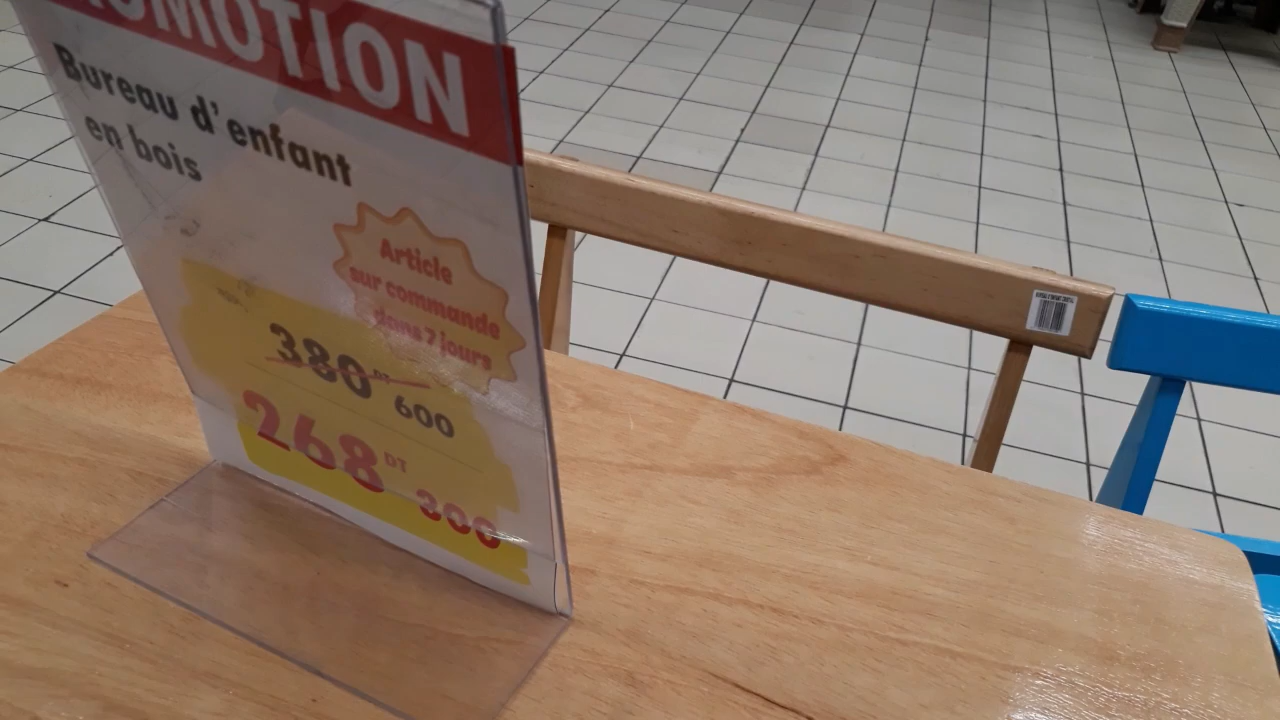 OMOTION
Bureau d'enfant
en bois
Article
sur commande
dans 7 jours
380 DT 600
268 DT 300